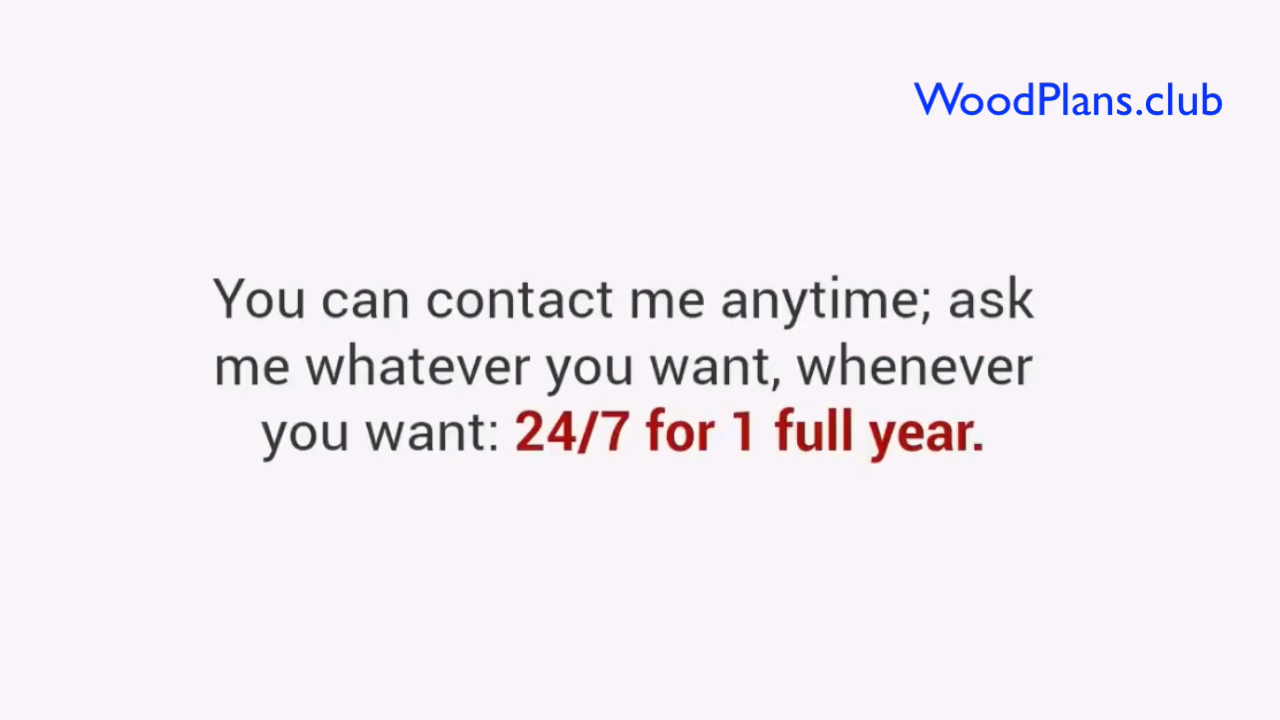 WoodPlans.club
You can contact me anytime; ask
me whatever you want, whenever
you want: 24/7 for 1 full year.